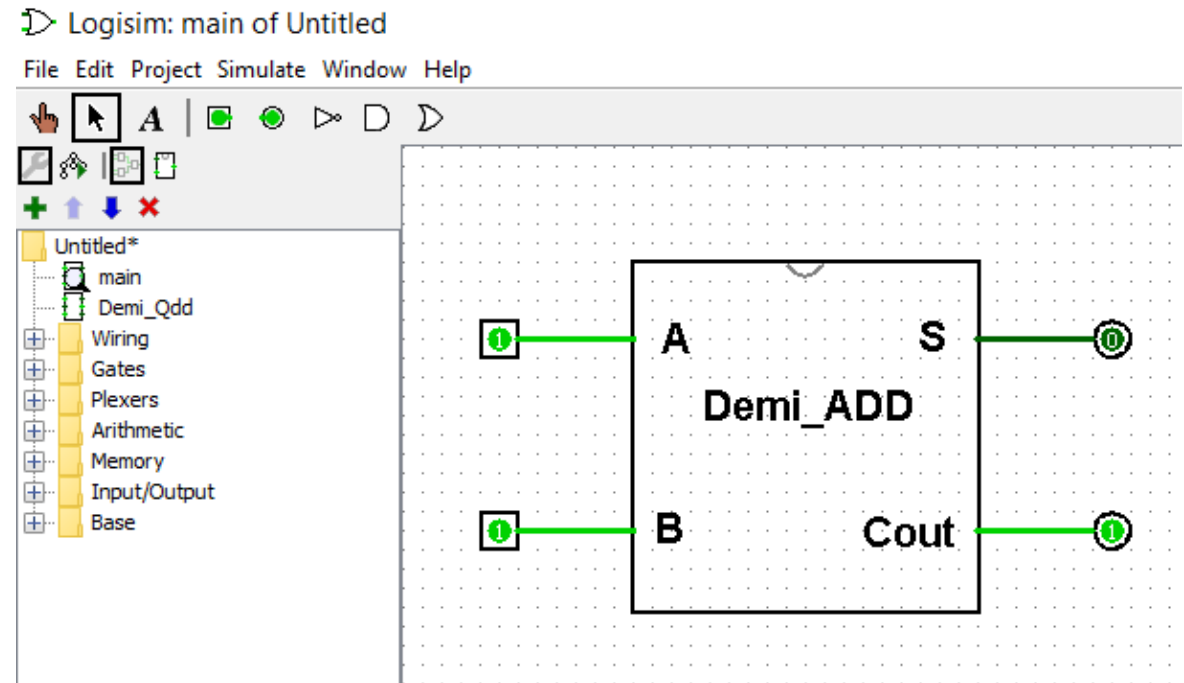 Logisim: main of Untitled
File Edit Project Simulate Window Help
A
Untitled*
main
Demi_Qdd
Wiring
Gates
Plexers
Arithmetic
Memory
Input/Output
Base
1 A S 0
Demi_ADD
1 B Cout 1